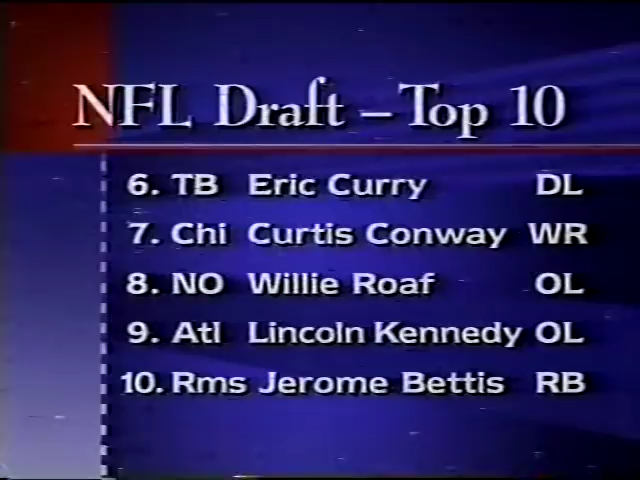 NFL Draft – Top 10
6. TB Eric Curry DL
7. Chi Curtis Conway WR
8. NO Willie Roaf OL
9. Atl Lincoln Kennedy OL
10. Rms Jerome Bettis RB